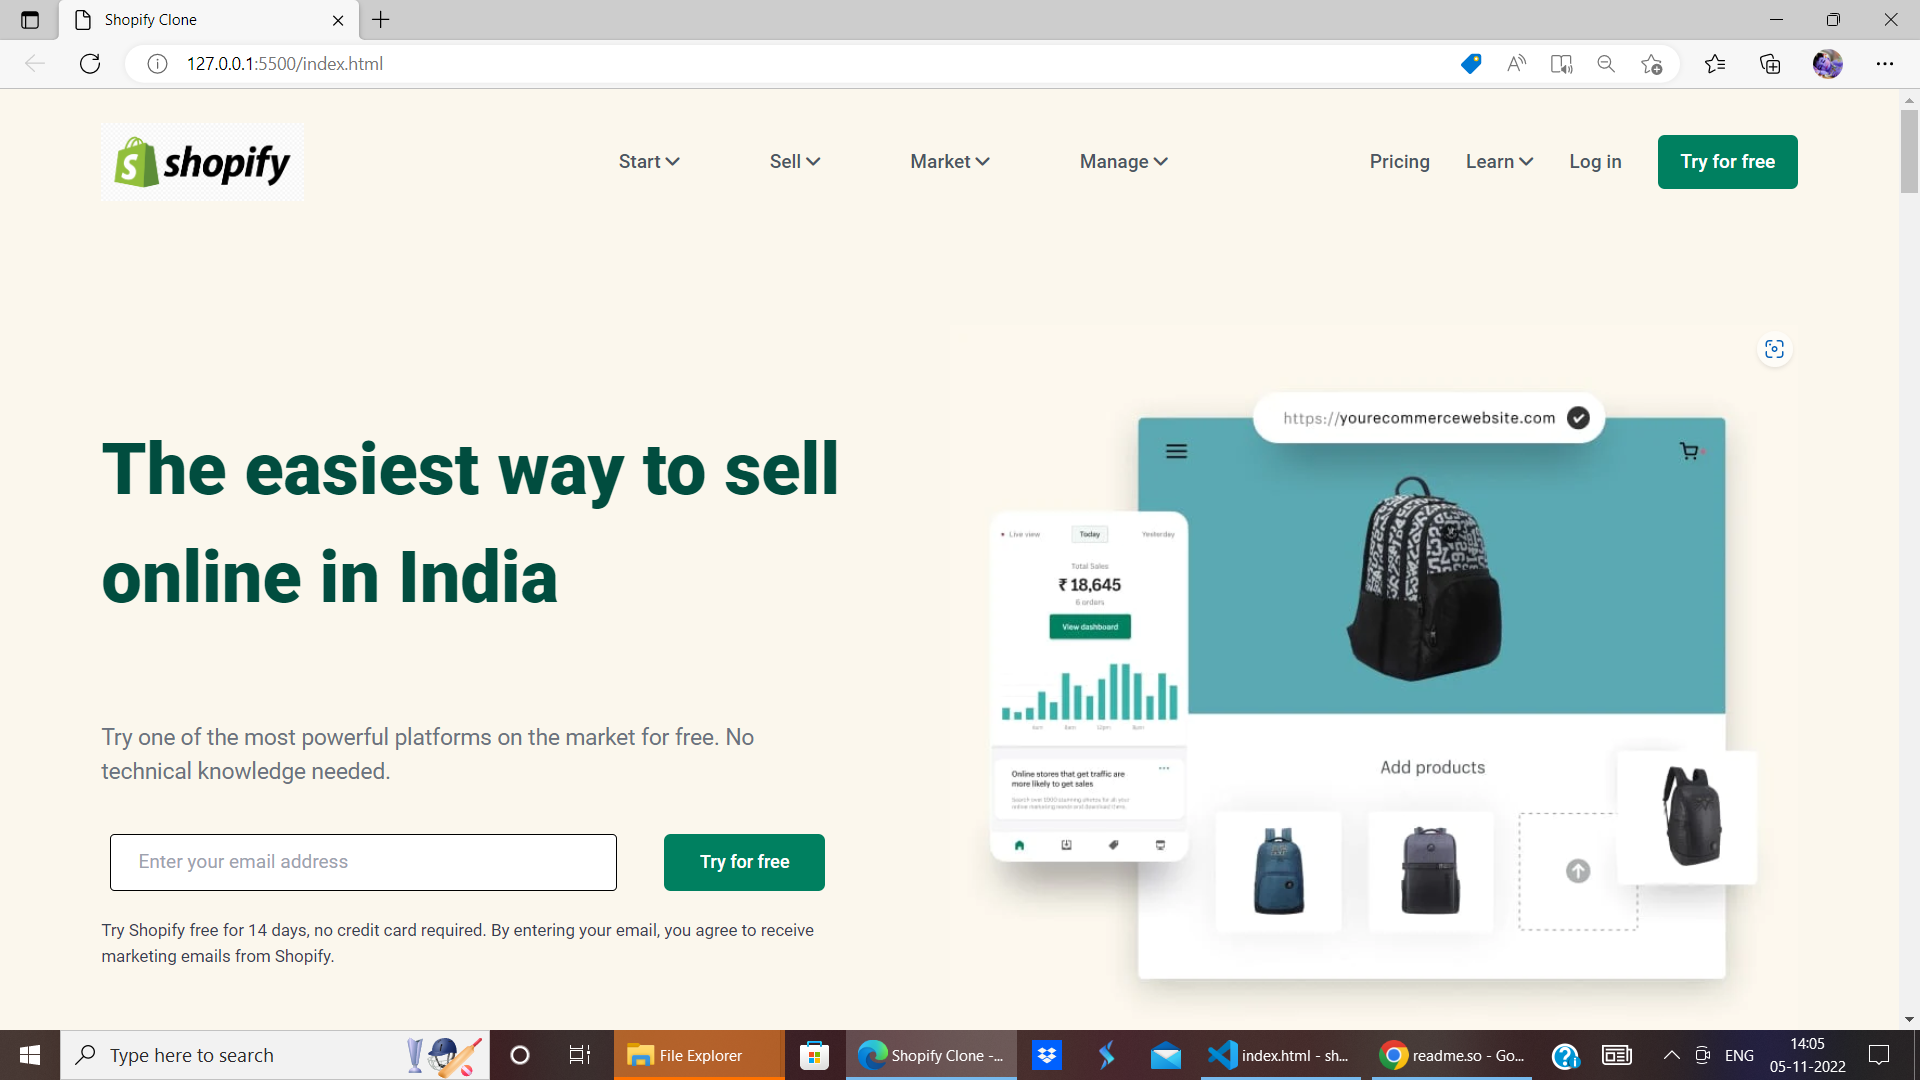 Shopify Clone
127.0.0.1:5500/index.html
shopify
Start
Sell
Market
Manage
Pricing
Learn
Log in
Try for free
The easiest way to sell
online in India
Try one of the most powerful platforms on the market for free. No
technical knowledge needed.
Enter your email address
Try for free
Try Shopify free for 14 days, no credit card required. By entering your email, you agree to receive
marketing emails from Shopify.
https://yourecommercewebsite.com
Live view
Today
Yesterday
Total Sales
₹ 18,645
6 orders
View dashboard
Online stores that get traffic are
more likely to get sales
Add products
Type here to search
File Explorer
Shopify Clone -...
index.html - sh...
readme.so - Go...
ENG
14:05
05-11-2022